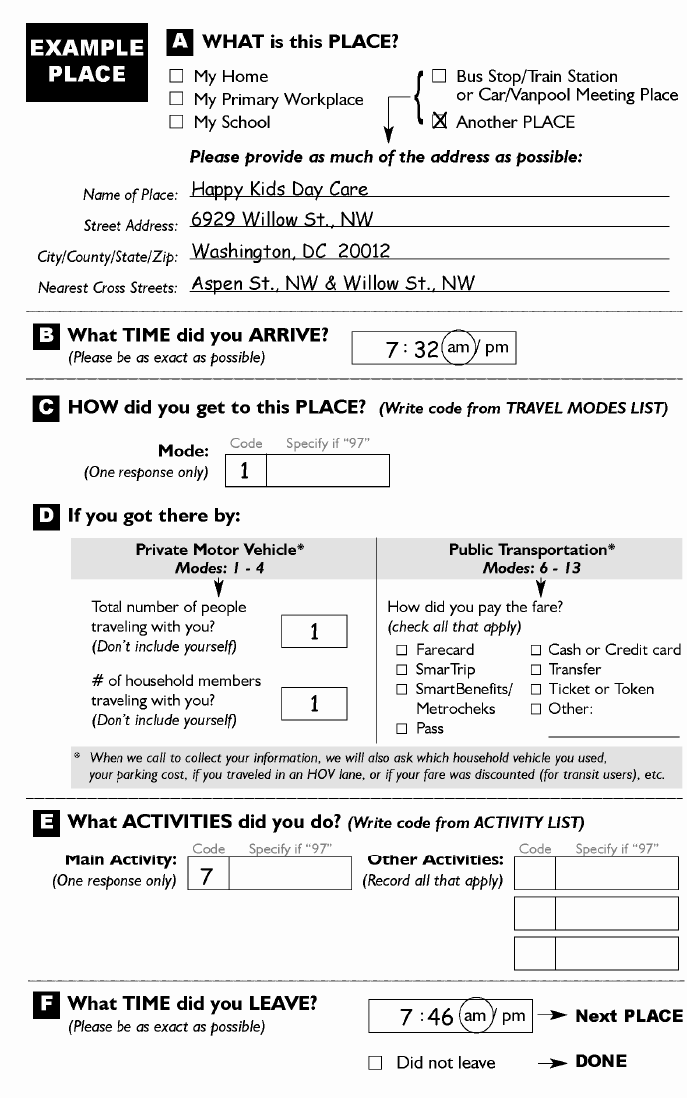 EXAMPLE
PLACE
A WHAT is this PLACE?
My Home
My Primary Workplace
My School
Bus Stop/Train Station
or Car/Vanpool Meeting Place
X Another PLACE
Please provide as much of the address as possible:
Name of Place: Happy Kids Day Care
Street Address: 6929 Willow St., NW
City/County/State/Zip: Washington, DC 20012
Nearest Cross Streets: Aspen St., NW & Willow St., NW
B What TIME did you ARRIVE?
(Please be as exact as possible)
7 : 32 am / pm
C HOW did you get to this PLACE? (Write code from TRAVEL MODES LIST)
Code Specify if “97”
Mode:
(One response only) 1
D If you got there by:
Private Motor Vehicle*
Modes: 1 - 4
Total number of people
traveling with you?
(Don't include yourself)
1
# of household members
traveling with you?
(Don't include yourself)
1
Public Transportation*
Modes: 6 - 13
How did you pay the fare?
(check all that apply)
Farecard
SmarTrip
SmartBenefits/
Metrocheks
Pass
Cash or Credit card
Transfer
Ticket or Token
Other:
* When we call to collect your information, we will also ask which household vehicle you used,
your parking cost, if you traveled in an HOV lane, or if your fare was discounted (for transit users), etc.
E What ACTIVITIES did you do? (Write code from ACTIVITY LIST)
Code Specify if “97”
Main Activity:
(One response only) 7
Code Specify if “97”
Other Activities:
(Record all that apply)
F What TIME did you LEAVE?
(Please be as exact as possible)
7 : 46 am / pm Next PLACE
Did not leave DONE